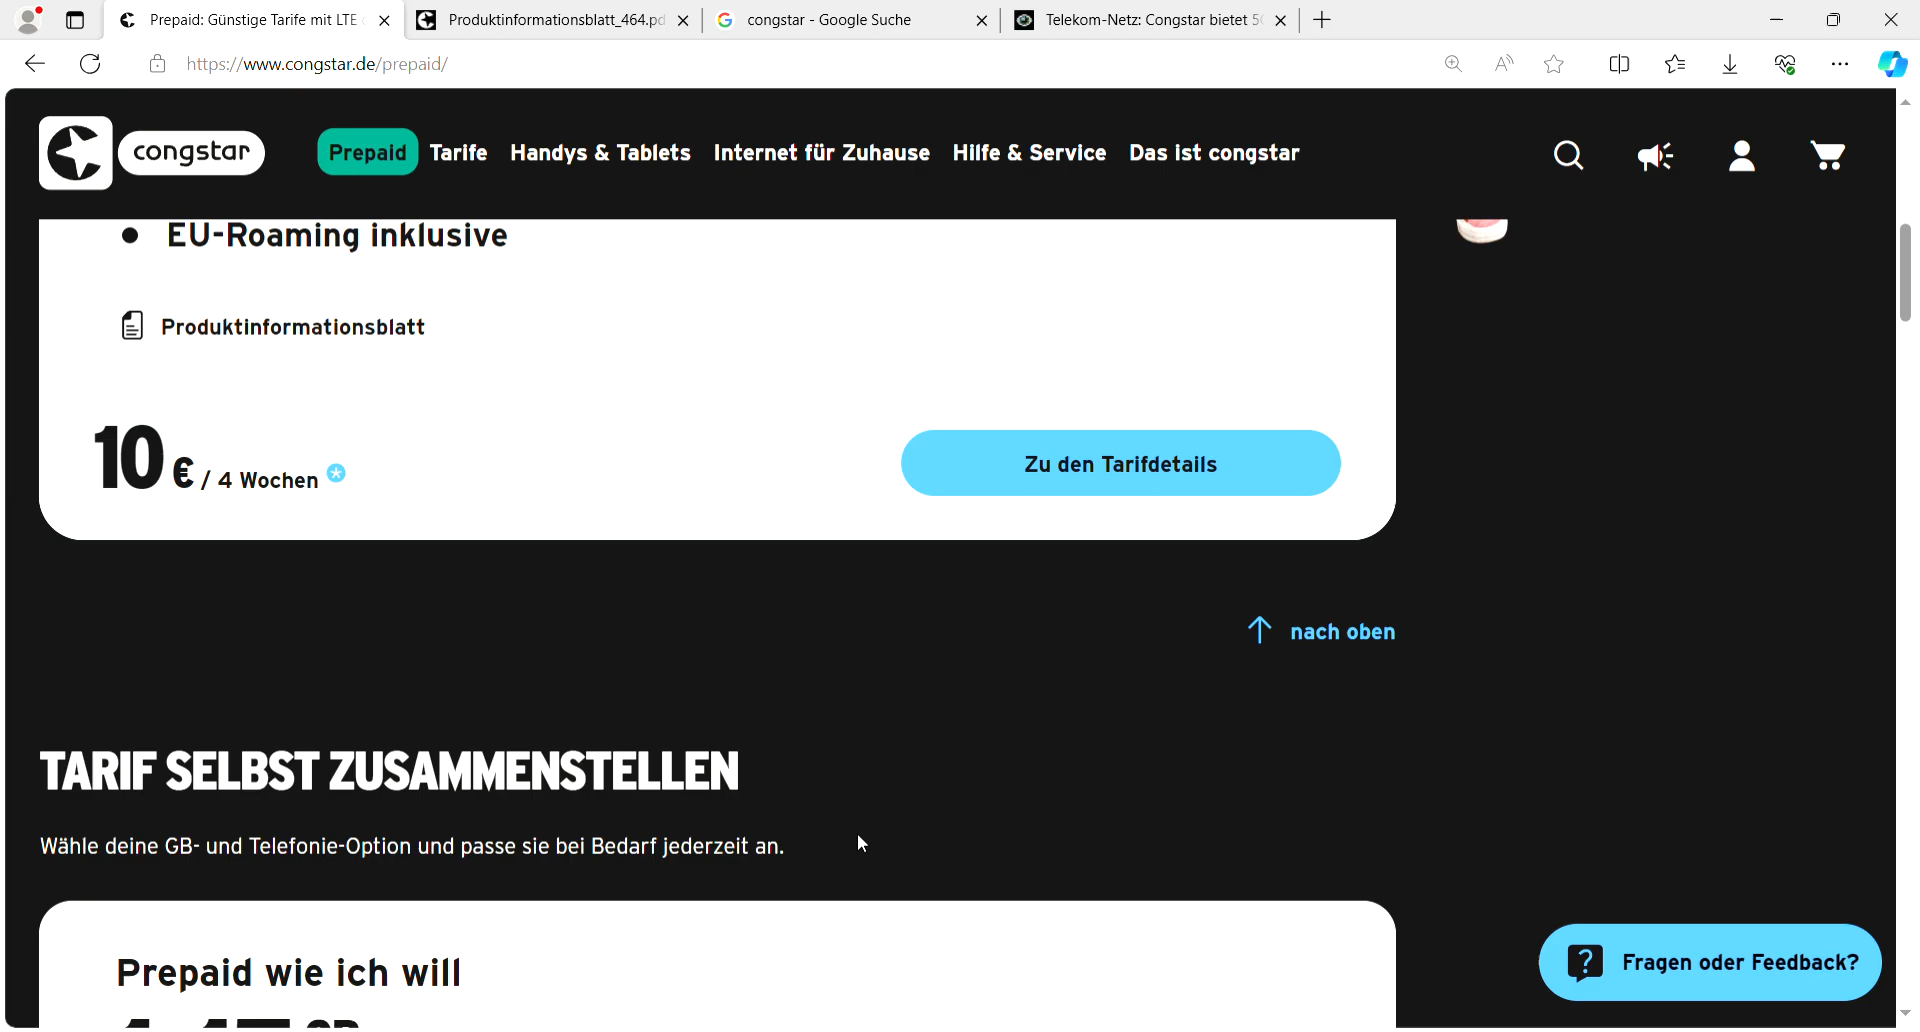 Prepaid: Günstige Tarife mit LTE
Produktinformationsblatt_464.pd
congstar - Google Suche
Telekom-Netz: Congstar bietet 5G
https://www.congstar.de/prepaid/
congstar
Prepaid
Tarife
Handys & Tablets
Internet für Zuhause
Hilfe & Service
Das ist congstar
EU-Roaming inklusive
Produktinformationsblatt
10 € / 4 Wochen *
Zu den Tarifdetails
nach oben
TARIF SELBST ZUSAMMENSTELLEN
Wähle deine GB- und Telefonie-Option und passe sie bei Bedarf jederzeit an.
Prepaid wie ich will
Fragen oder Feedback?